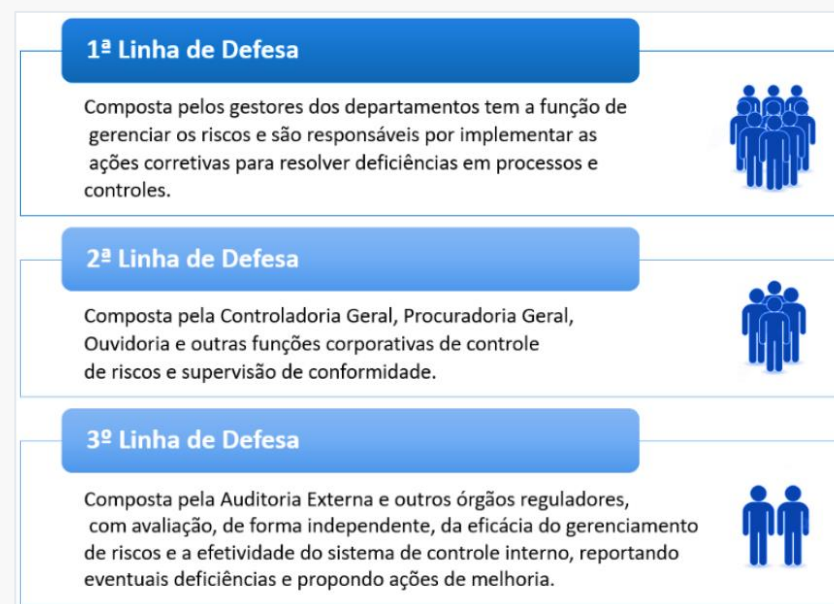 1ª Linha de Defesa
Composta pelos gestores dos departamentos tem a função de
gerenciar os riscos e são responsáveis por implementar as
ações corretivas para resolver deficiências em processos e
controles.
2ª Linha de Defesa
Composta pela Controladoria Geral, Procuradoria Geral,
Ouvidoria e outras funções corporativas de controle
de riscos e supervisão de conformidade.
3º Linha de Defesa
Composta pela Auditoria Externa e outros órgãos reguladores,
com avaliação, de forma independente, da eficácia do gerenciamento
de riscos e a efetividade do sistema de controle interno, reportando
eventuais deficiências e propondo ações de melhoria.